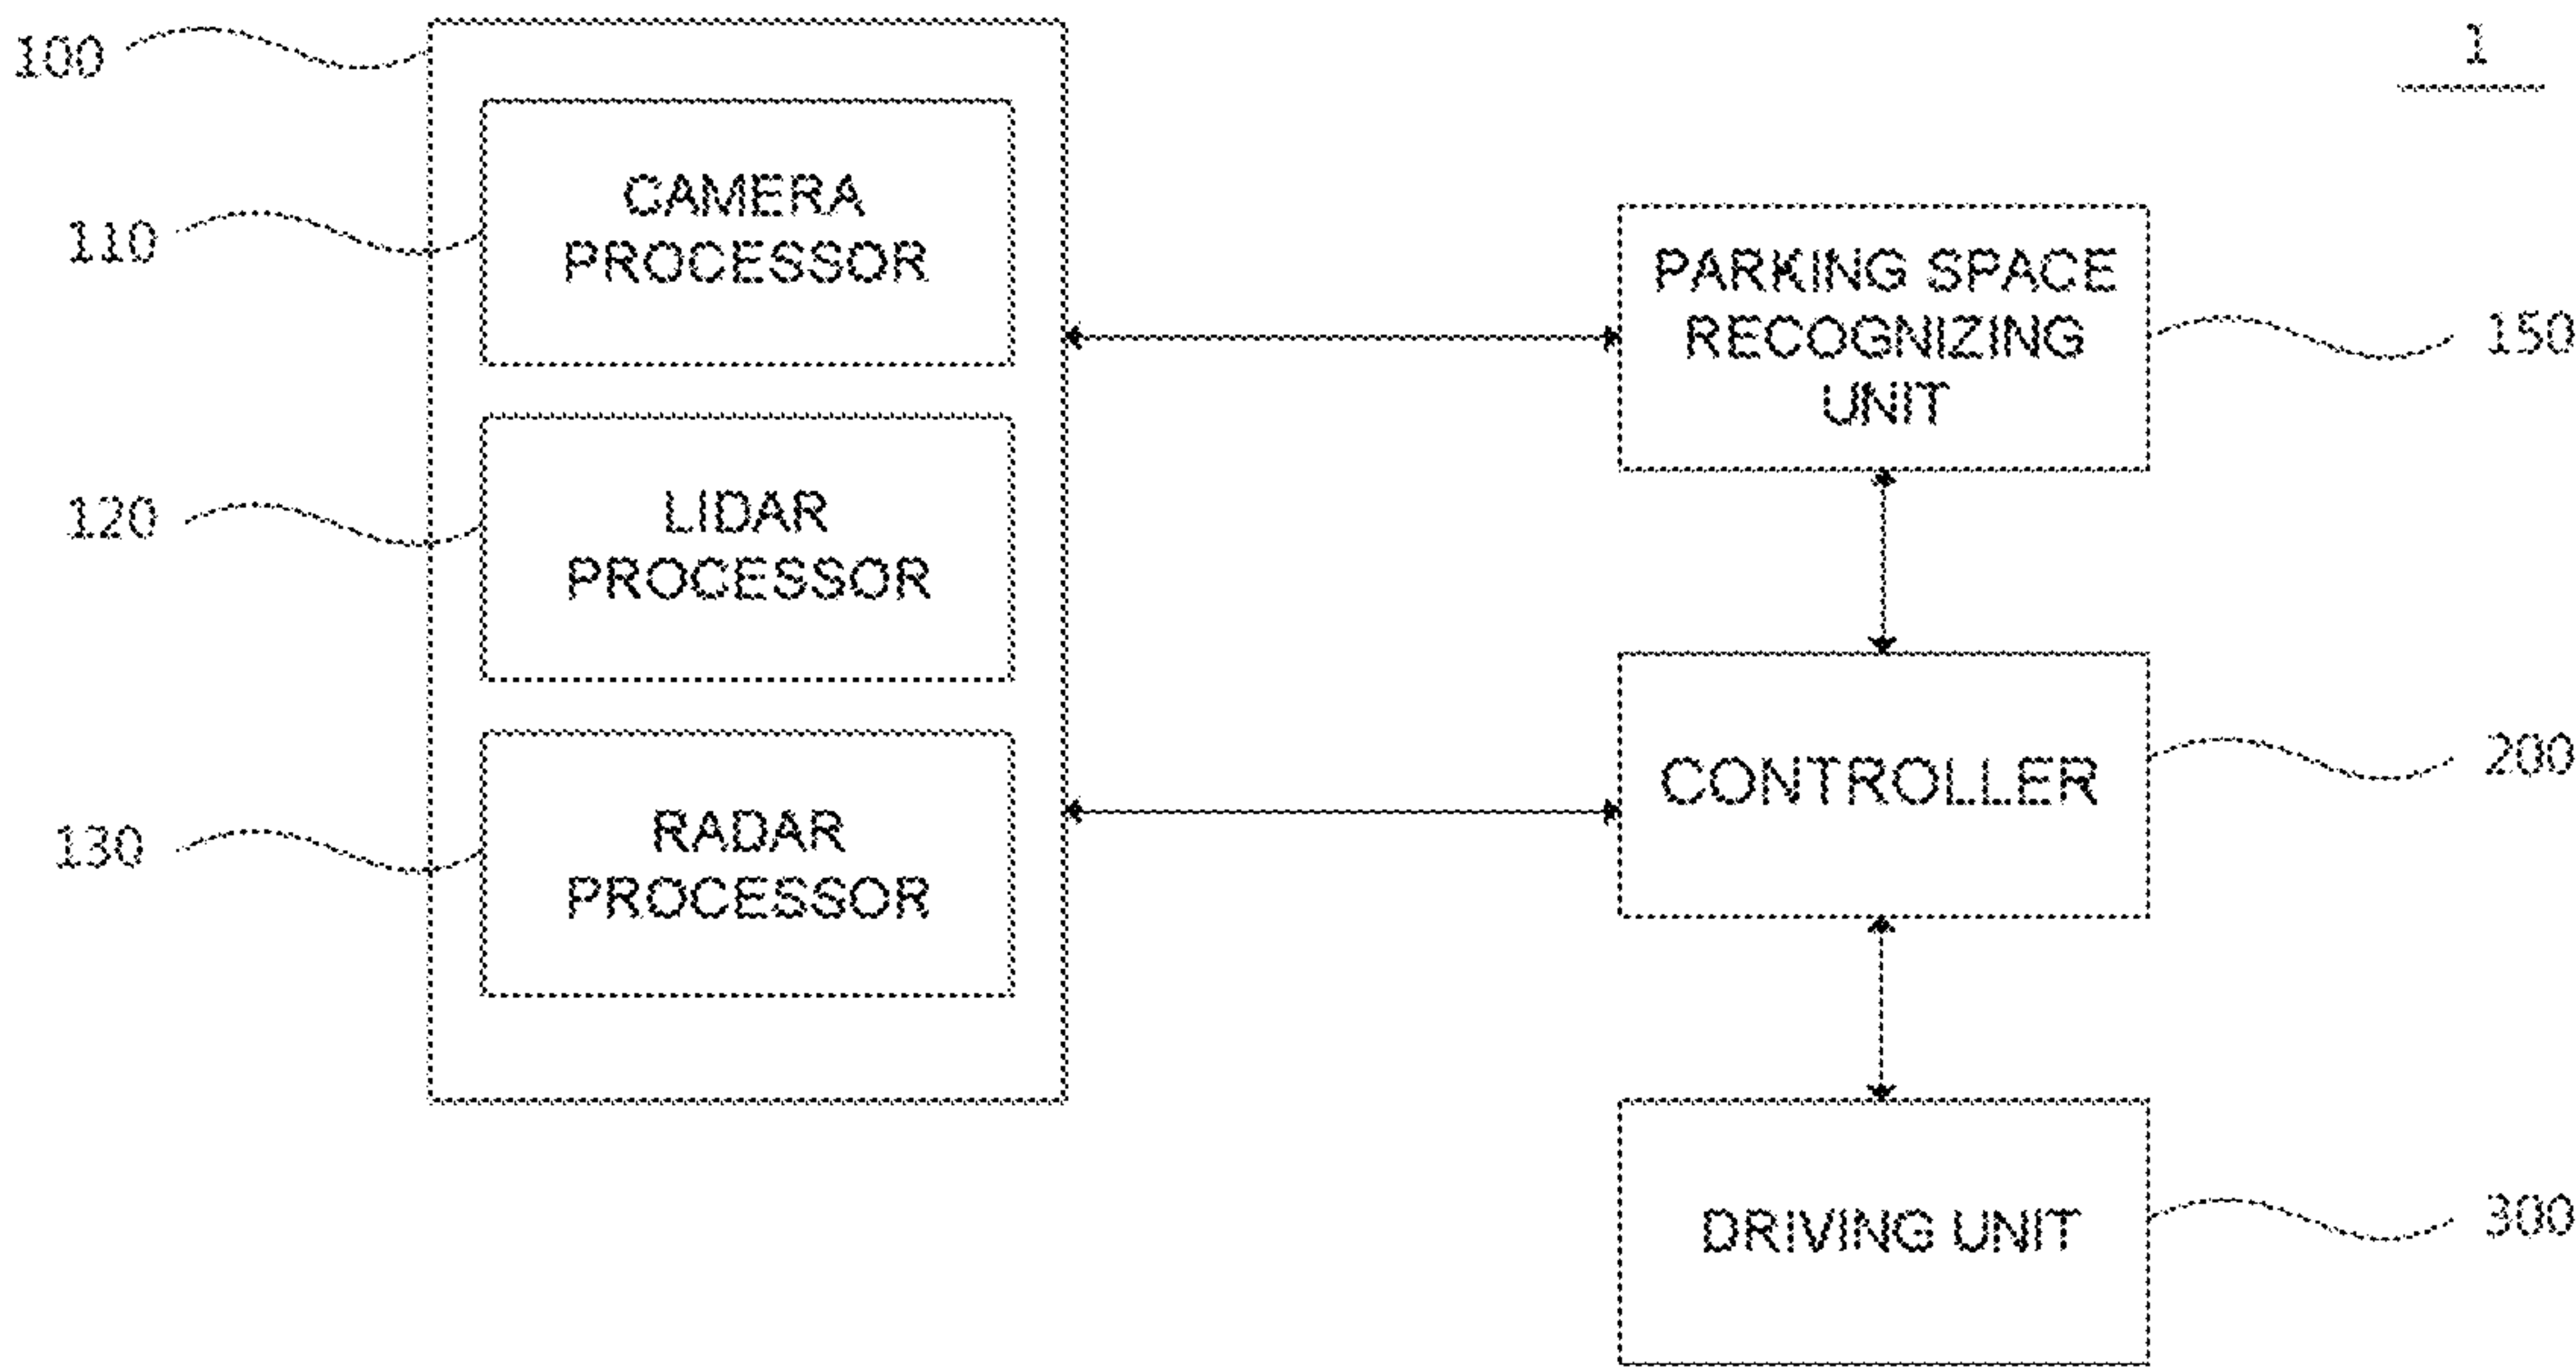 100
1
CAMERA
PROCESSOR
110
PARKING SPACE
RECOGNIZING
UNIT
150
LIDAR
PROCESSOR
120
CONTROLLER
200
RADAR
PROCESSOR
130
DRIVING UNIT
300